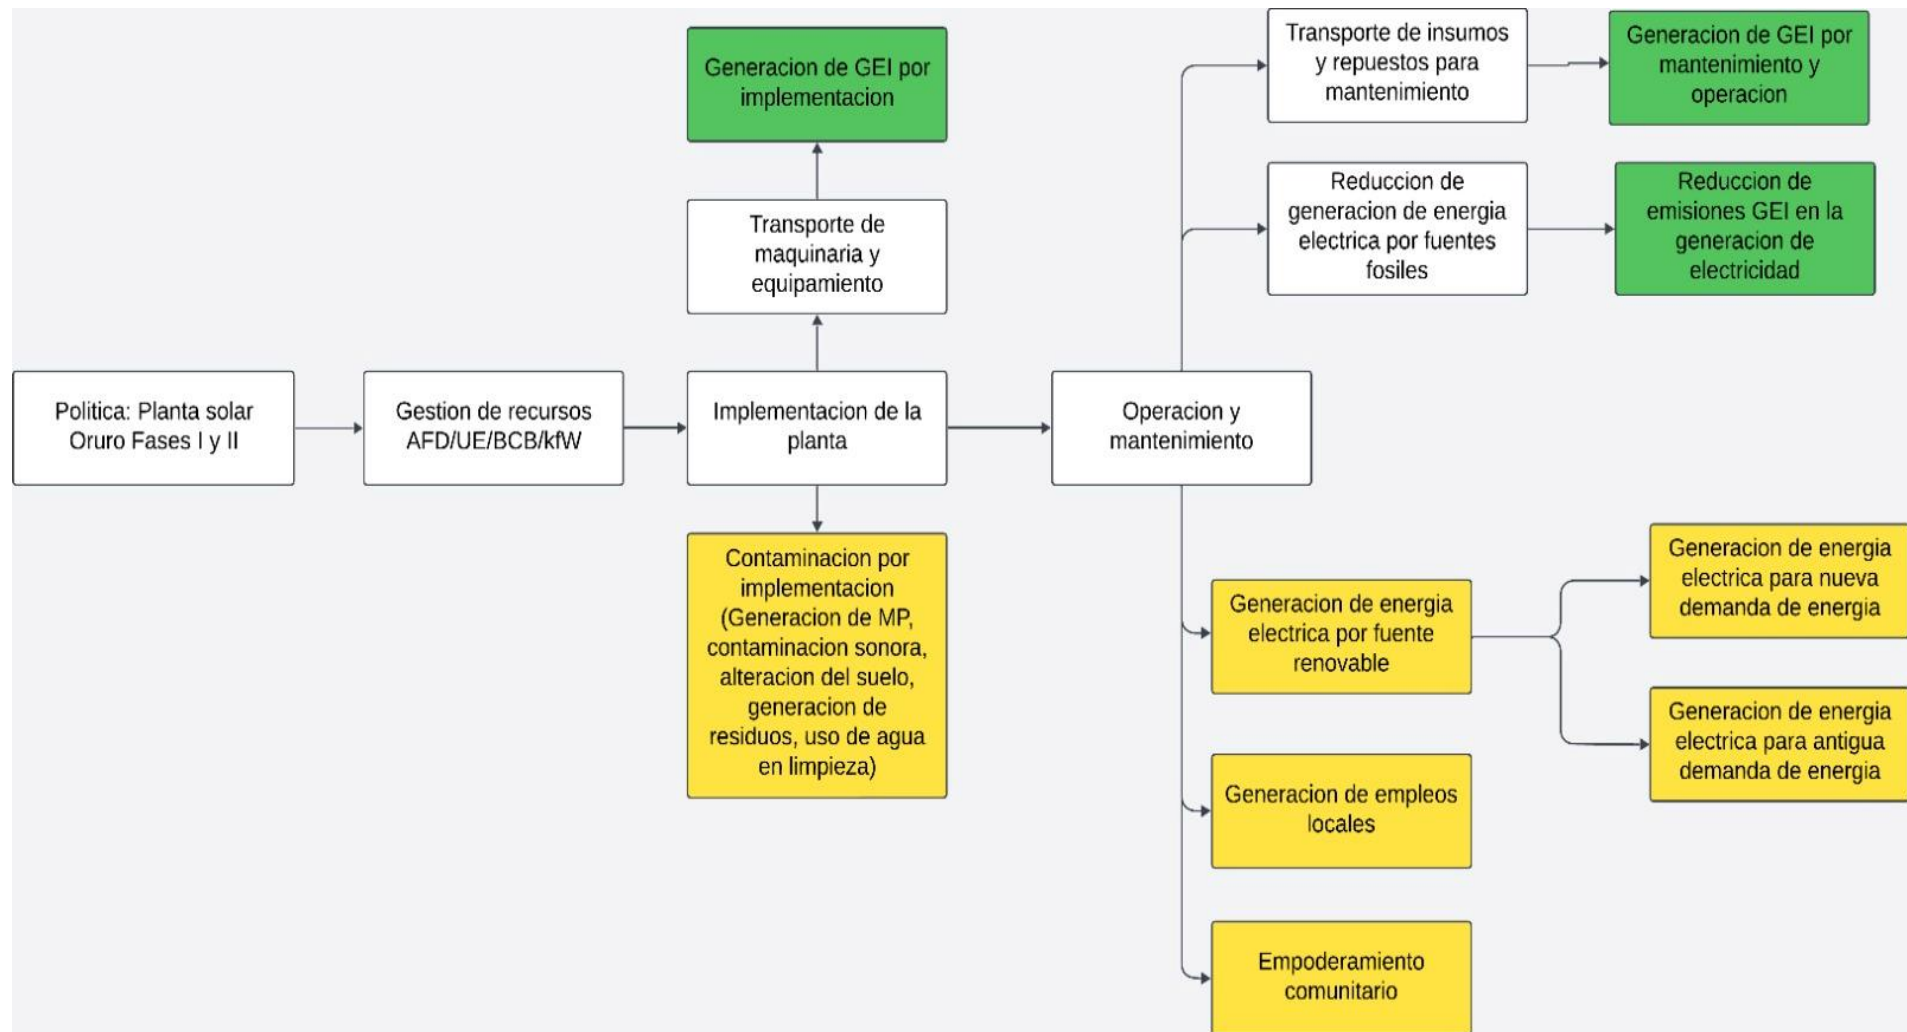 Generacion de GEI por
implementacion
Transporte de
maquinaria y
equipamiento
Politica: Planta solar
Oruro Fases I y II
Gestion de recursos
AFD/UE/BCB/kfW
Implementacion de la
planta
Contaminacion por
implementacion
(Generacion de MP,
contaminacion sonora,
alteracion del suelo,
generacion de
residuos, uso de agua
en limpieza)
Operacion y
mantenimiento
Transporte de insumos
y repuestos para
mantenimiento
Generacion de GEI por
mantenimiento y
operacion
Reduccion de
generacion de energia
electrica por fuentes
fosiles
Reduccion de
emisiones GEI en la
generacion de
electricidad
Generacion de energia
electrica por fuente
renovable
Generacion de energia
electrica para nueva
demanda de energia
Generacion de energia
electrica para antigua
demanda de energia
Generacion de empleos
locales
Empoderamiento
comunitario